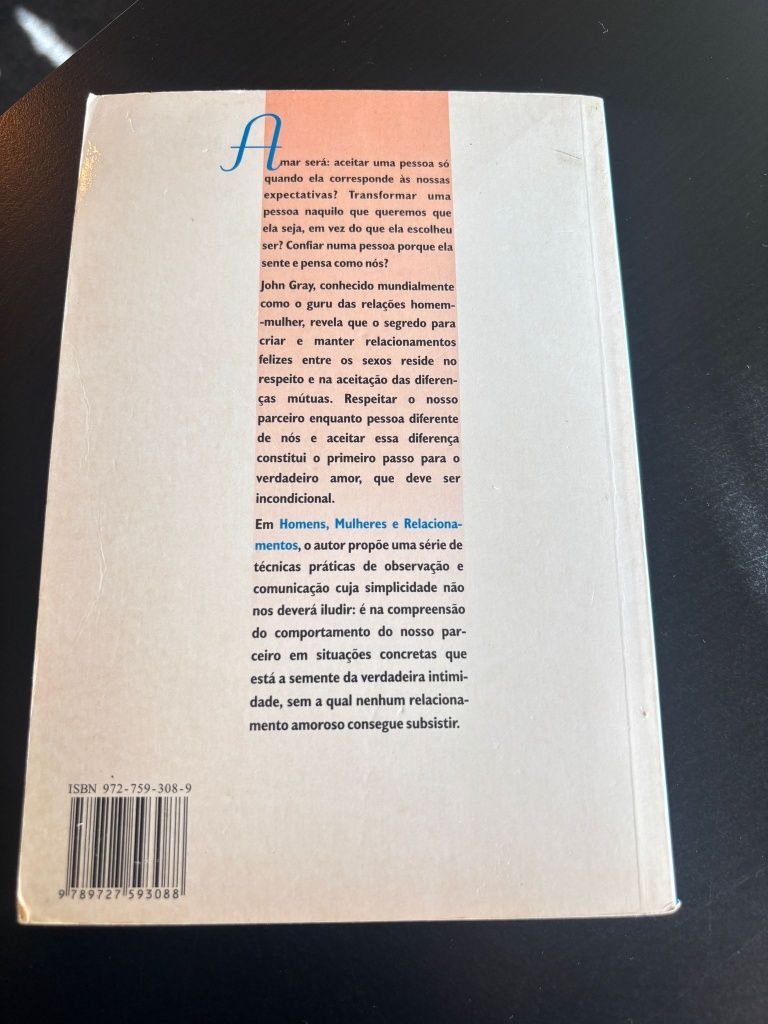 Amar será: aceitar uma pessoa só
quando ela corresponde às nossas
expectativas? Transformar uma
pessoa naquilo que queremos que
ela seja, em vez do que ela escolheu
ser? Confiar numa pessoa porque ela
sente e pensa como nós?
John Gray, conhecido mundialmente
como o guru das relações homem-
-mulher, revela que o segredo para
criar e manter relacionamentos
felizes entre os sexos reside no
respeito e na aceitação das diferen-
ças mútuas. Respeitar o nosso
parceiro enquanto pessoa diferente
de nós e aceitar essa diferença
constitui o primeiro passo para o
verdadeiro amor, que deve ser
incondicional.
Em Homens, Mulheres e Relaciona-
mentos, o autor propõe uma série de
técnicas práticas de observação e
comunicação cuja simplicidade não
nos deverá iludir: é na compreensão
do comportamento do nosso par-
ceiro em situações concretas que
está a semente da verdadeira intimi-
dade, sem a qual nenhum relaciona-
mento amoroso consegue subsistir.
ISBN 972-759-308-9
9 789727 593088